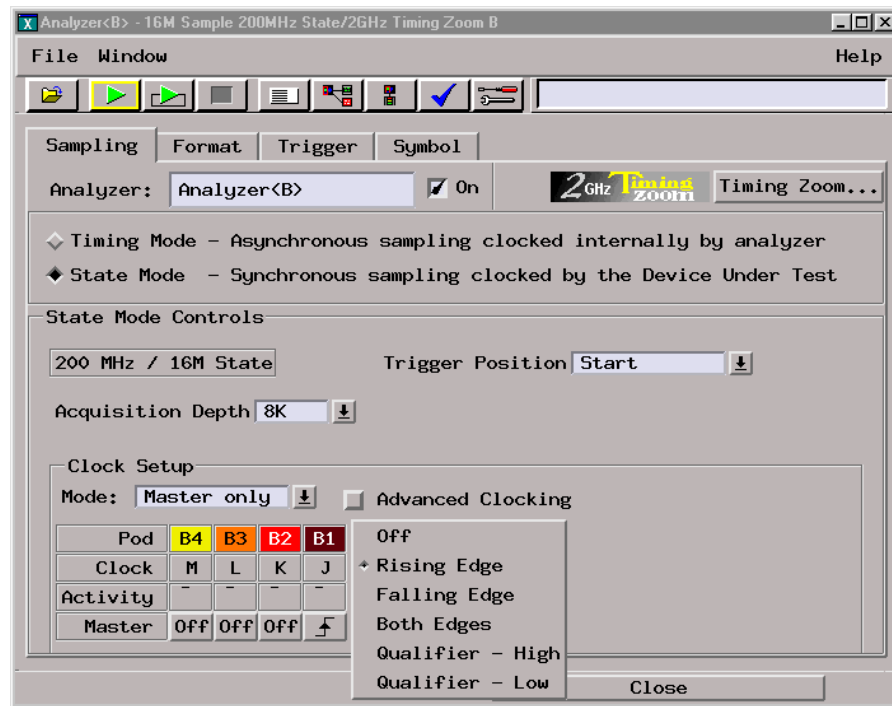 Analyzer<B> - 16M Sample 200MHz State/2GHz Timing Zoom B
File Window Help
Sampling Format Trigger Symbol
Analyzer: Analyzer<B> On 2GHz Timing zoom Timing Zoom...
Timing Mode - Asynchronous sampling clocked internally by analyzer
State Mode - Synchronous sampling clocked by the Device Under Test
State Mode Controls
200 MHz / 16M State Trigger Position Start
Acquisition Depth 8K
Clock Setup
Mode: Master only Advanced Clocking
Pod B4 B3 B2 B1
Clock M L K J
Activity
Master Off Off Off
Off
Rising Edge
Falling Edge
Both Edges
Qualifier - High
Qualifier - Low
Close